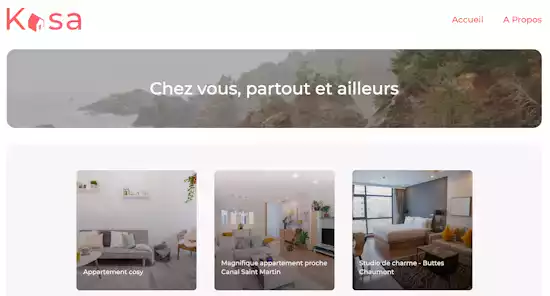 Kasa
Accueil
A Propos
Chez vous, partout et ailleurs
Appartement cosy
Magnifique appartement proche
Canal Saint Martin
Studio de charme - Buttes
Chaumont